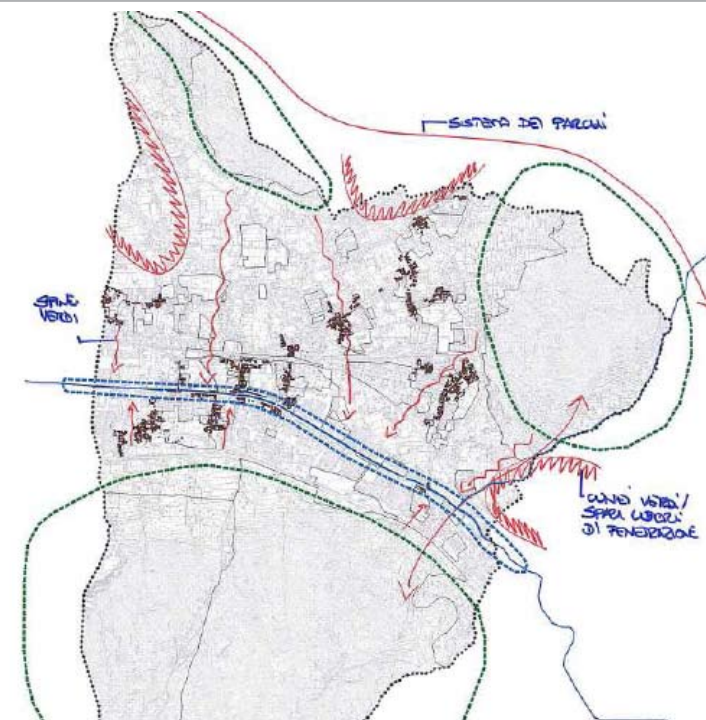 SISTEMA DEI PARCHI
SPINE
VERDI
CUNEI VERDI/
SPAZI LIBERI
DI PENETRAZIONE